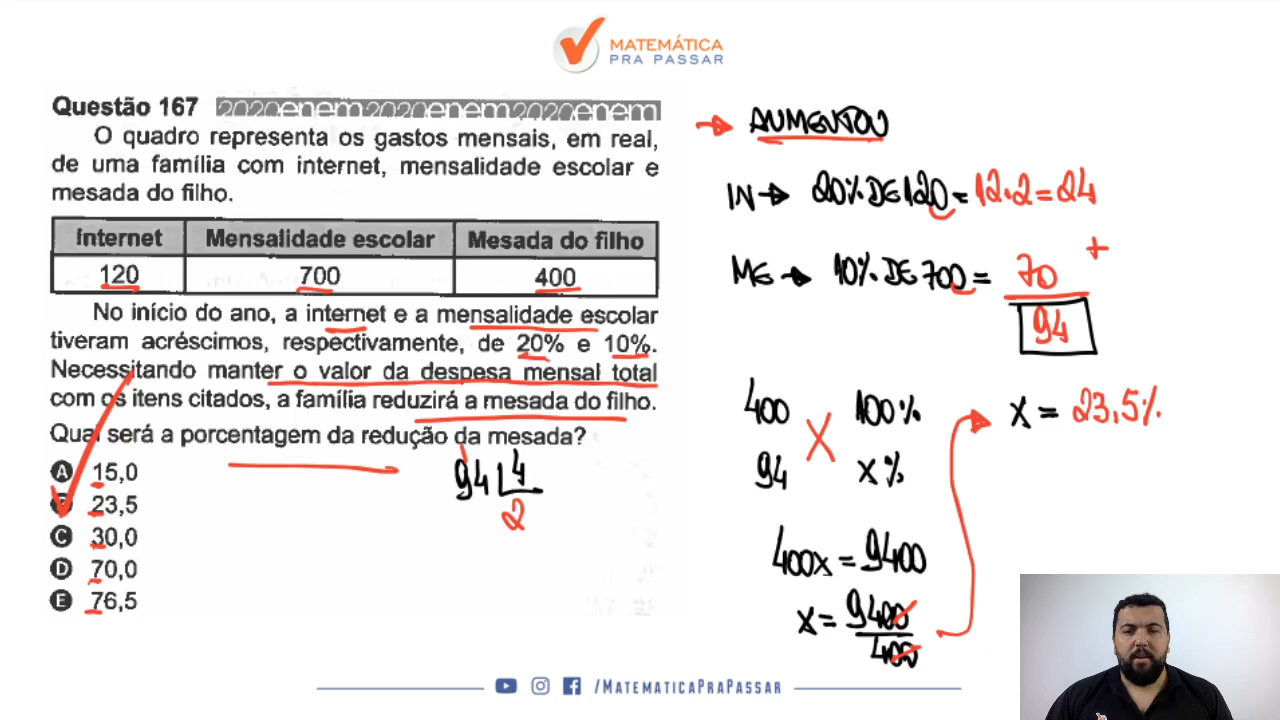 MATEMÁTICA
PRA PASSAR
Questão 167 2020enem2020enem2020enem
O quadro representa os gastos mensais, em real,
de uma família com internet, mensalidade escolar e
mesada do filho.
Internet Mensalidade escolar Mesada do filho
120 700 400
No início do ano, a internet e a mensalidade escolar
tiveram acréscimos, respectivamente, de 20% e 10%.
Necessitando manter o valor da despesa mensal total
com os itens citados, a família reduzirá a mesada do filho.
Qual será a porcentagem da redução da mesada?
A 15,0
23,5
C 30,0
D 70,0
E 76,5
94 4
2
AUMENTOU
IN → 20% DE 120 = 12.2 = 24
+
ME → 10% DE 700 = 70
94
400 100%
94 X %
400x = 9400
x = 9400
400
X = 23,5%
/MATEMATICAPRAPASSAR